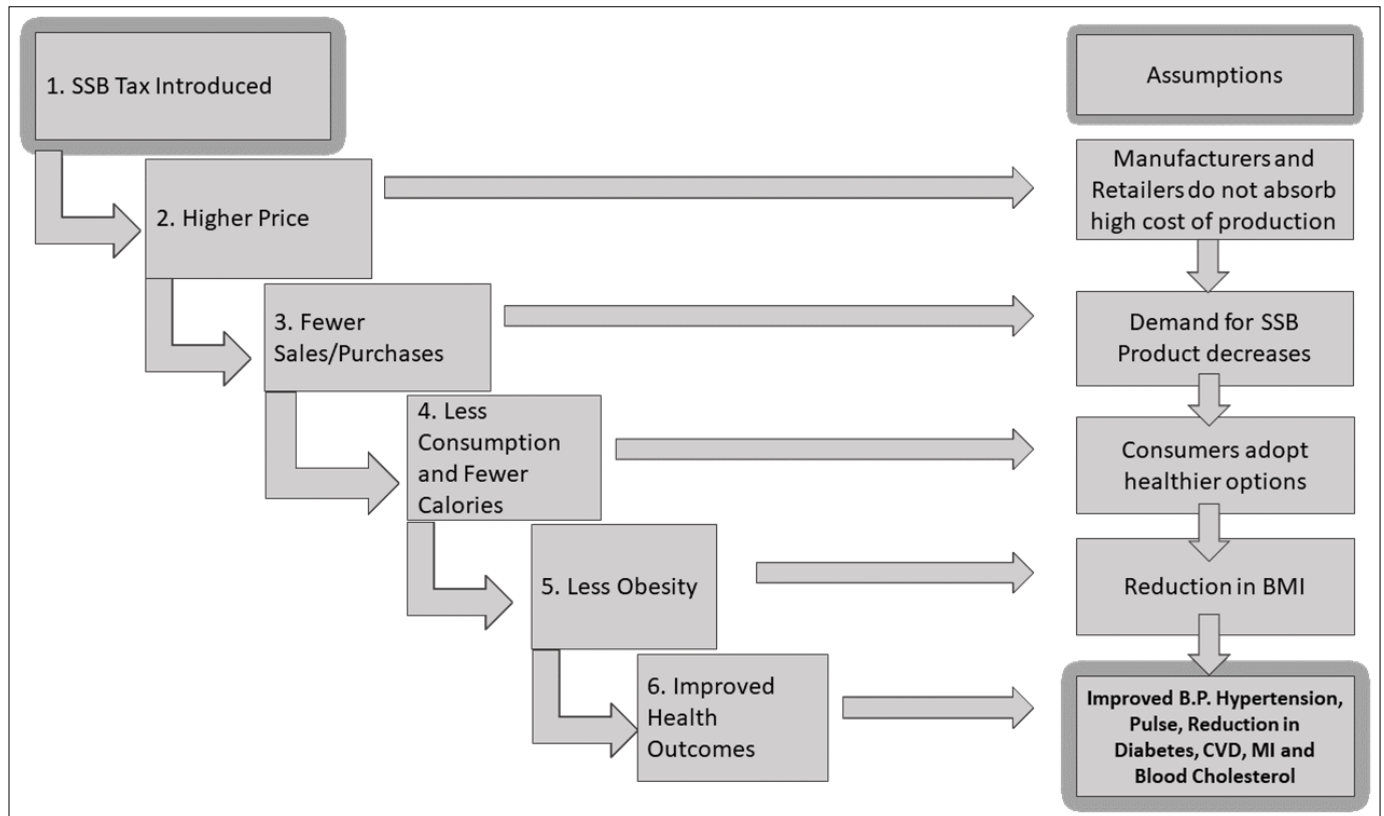 1. SSB Tax Introduced
2. Higher Price
3. Fewer
Sales/Purchases
4. Less
Consumption
and Fewer
Calories
5. Less Obesity
6. Improved
Health
Outcomes
Assumptions
Manufacturers and
Retailers do not absorb
high cost of production
Demand for SSB
Product decreases
Consumers adopt
healthier options
Reduction in BMI
Improved B.P. Hypertension,
Pulse, Reduction in
Diabetes, CVD, MI and
Blood Cholesterol